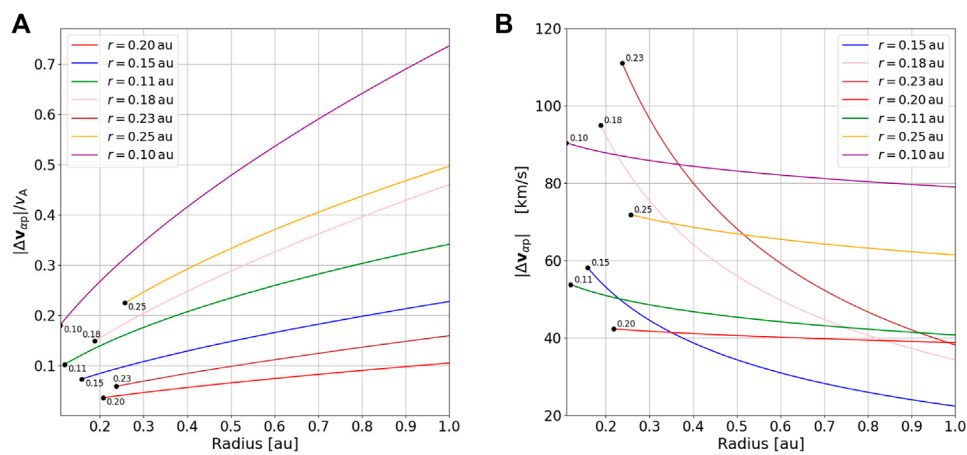 A
r = 0.20 au
r = 0.15 au
r = 0.11 au
r = 0.18 au
r = 0.23 au
r = 0.25 au
r = 0.10 au
0.7
0.6
0.5
0.4
0.3
0.2
0.1
|Δv_αp|/v_A
0.10
0.18
0.11
0.15
0.23
0.20
0.25
0.2 0.3 0.4 0.5 0.6 0.7 0.8 0.9 1.0
Radius [au]
B
r = 0.15 au
r = 0.18 au
r = 0.23 au
r = 0.20 au
r = 0.11 au
r = 0.25 au
r = 0.10 au
120
100
80
60
40
20
|Δv_αp| [km/s]
0.23
0.18
0.10
0.25
0.15
0.11
0.20
0.2 0.3 0.4 0.5 0.6 0.7 0.8 0.9 1.0
Radius [au]